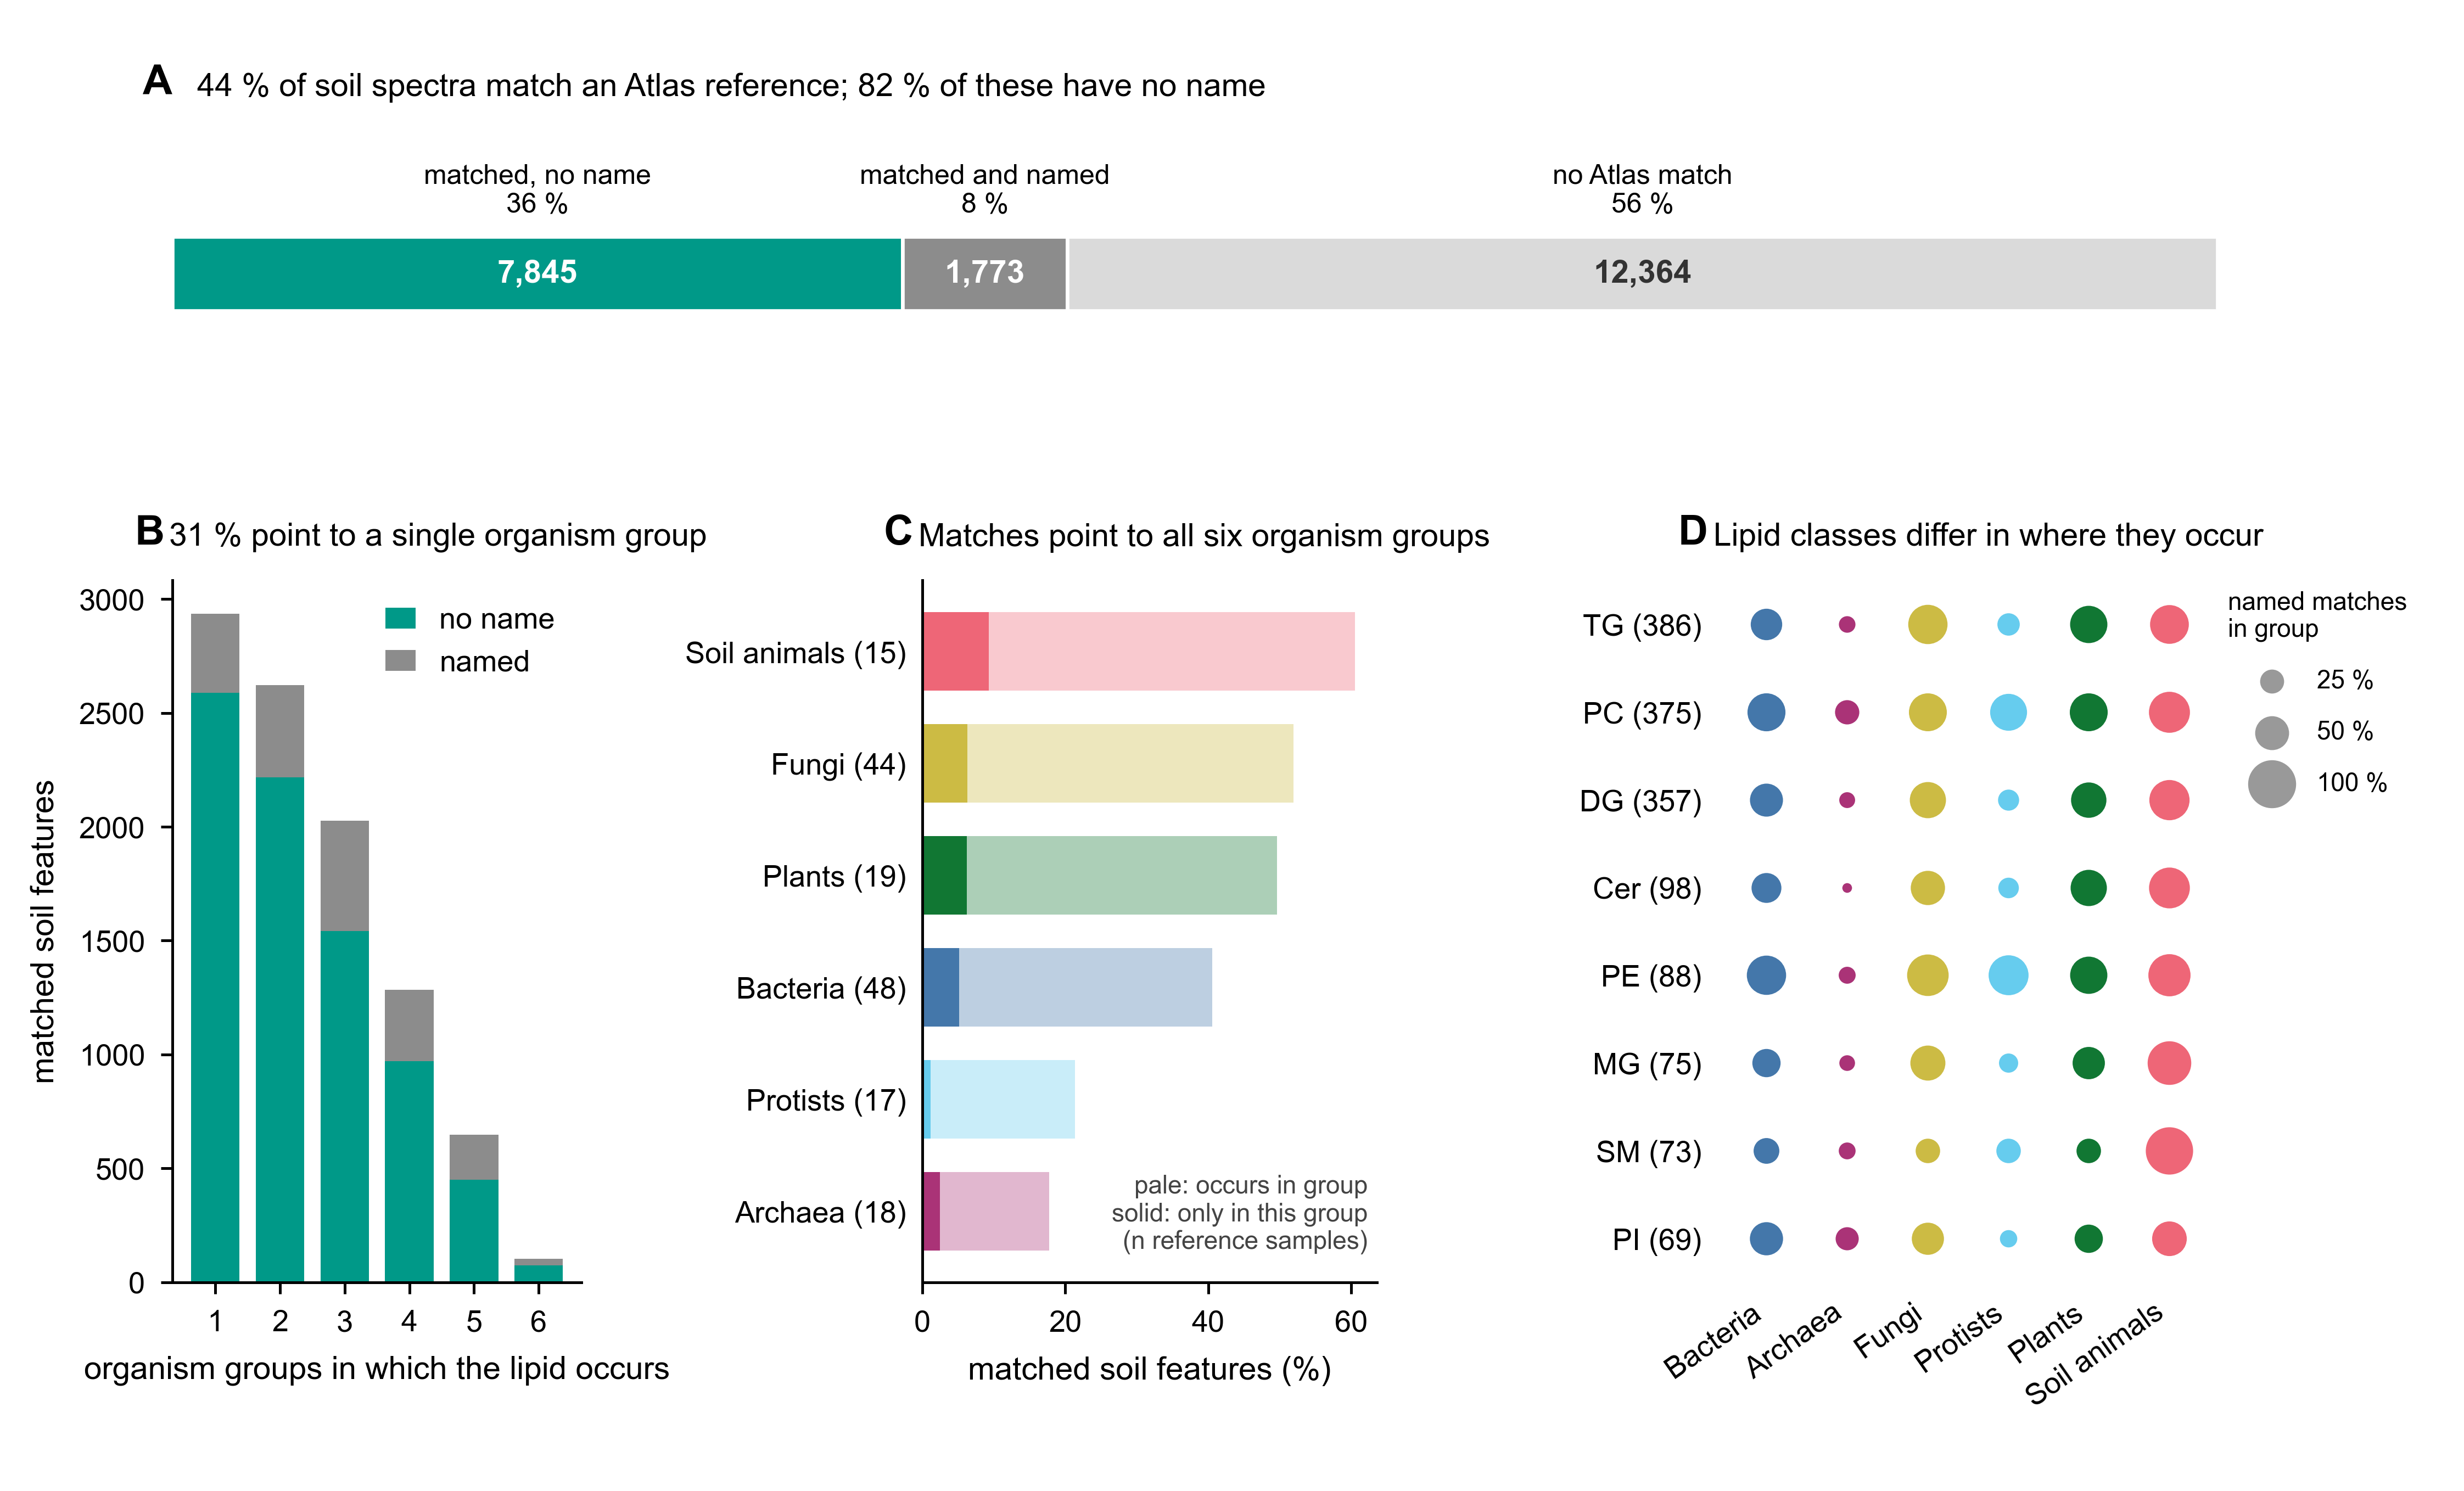 A 44 % of soil spectra match an Atlas reference; 82 % of these have no name
matched, no name
36 %
matched and named
8 %
no Atlas match
56 %
7,845
1,773
12,364
B 31 % point to a single organism group
3000
2500
2000
1500
1000
500
0
matched soil features
no name
named
1 2 3 4 5 6
organism groups in which the lipid occurs
C Matches point to all six organism groups
Soil animals (15)
Fungi (44)
Plants (19)
Bacteria (48)
Protists (17)
Archaea (18)
pale: occurs in group
solid: only in this group
(n reference samples)
0 20 40 60
matched soil features (%)
D Lipid classes differ in where they occur
TG (386)
PC (375)
DG (357)
Cer (98)
PE (88)
MG (75)
SM (73)
PI (69)
Bacteria
Archaea
Fungi
Protists
Plants
Soil animals
named matches
in group
25 %
50 %
100 %